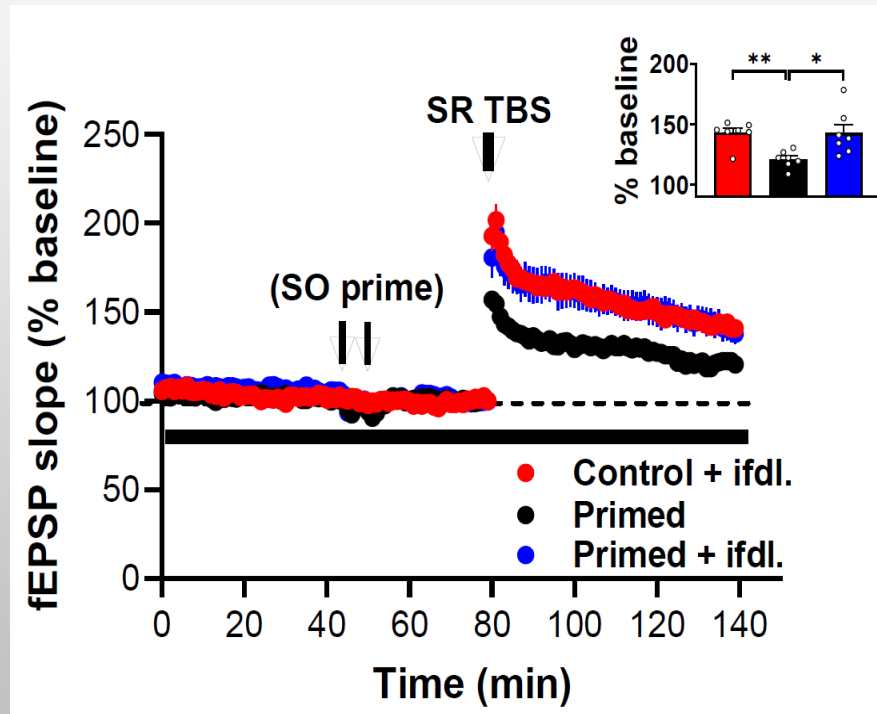 200
** *
150
100
% baseline
SR TBS
(SO prime)
fEPSP slope (% baseline)
250
200
150
100
50
0
Control + ifdl.
Primed
Primed + ifdl.
0 20 40 60 80 100 120 140
Time (min)